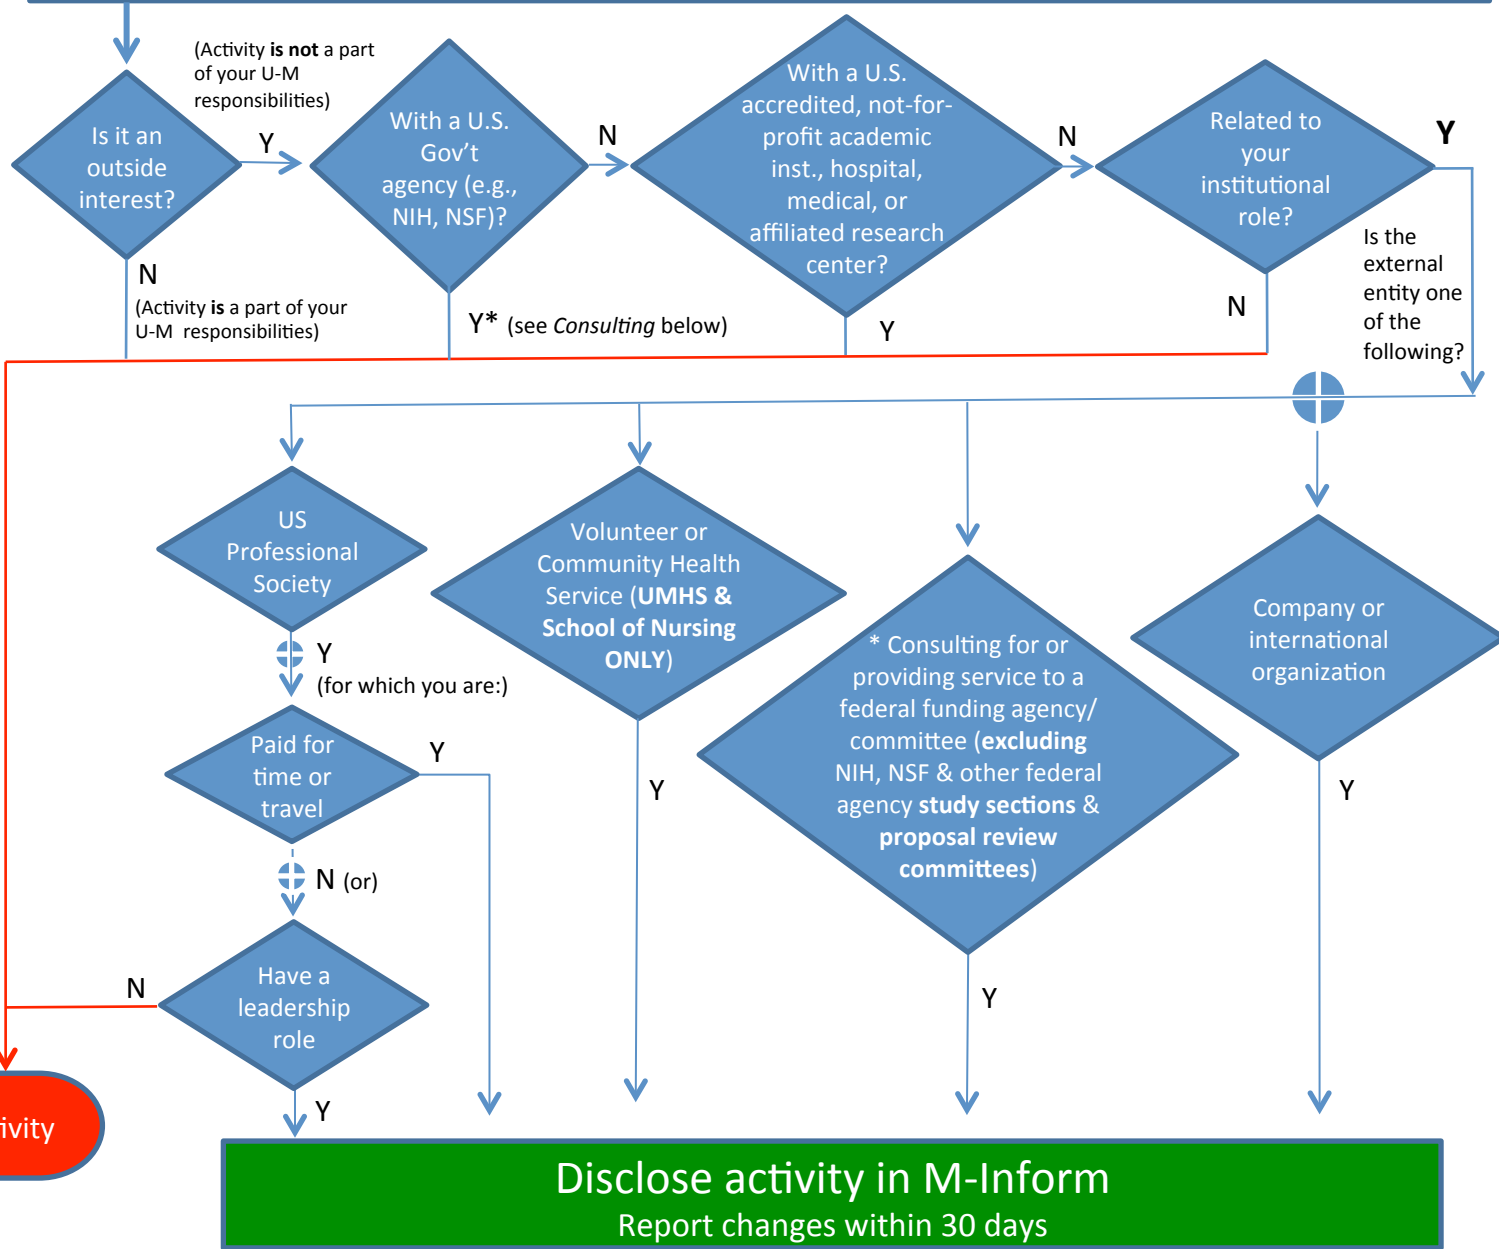 (Activity is not a part
of your U-M
responsibilities)
Is it an
outside
interest?
Y
With a U.S.
Gov't
agency (e.g.,
NIH, NSF)?
N
With a U.S.
accredited, not-for-
profit academic
inst., hospital,
medical, or
affiliated research
center?
N
Related to
your
institutional
role?
Y
N
(Activity is a part of your
U-M responsibilities)
Y* (see Consulting below)
Y
N
Is the
external
entity one
of the
following?
US
Professional
Society
Y
(for which you are:)
Paid for
time or
travel
Y
N (or)
Have a
leadership
role
N
Y
Volunteer or
Community Health
Service (UMHS &
School of Nursing
ONLY)
Y
* Consulting for or
providing service to a
federal funding agency/
committee (excluding
NIH, NSF & other federal
agency study sections &
proposal review
committees)
Y
Company or
international
organization
Y
Disclose activity in M-Inform
Report changes within 30 days